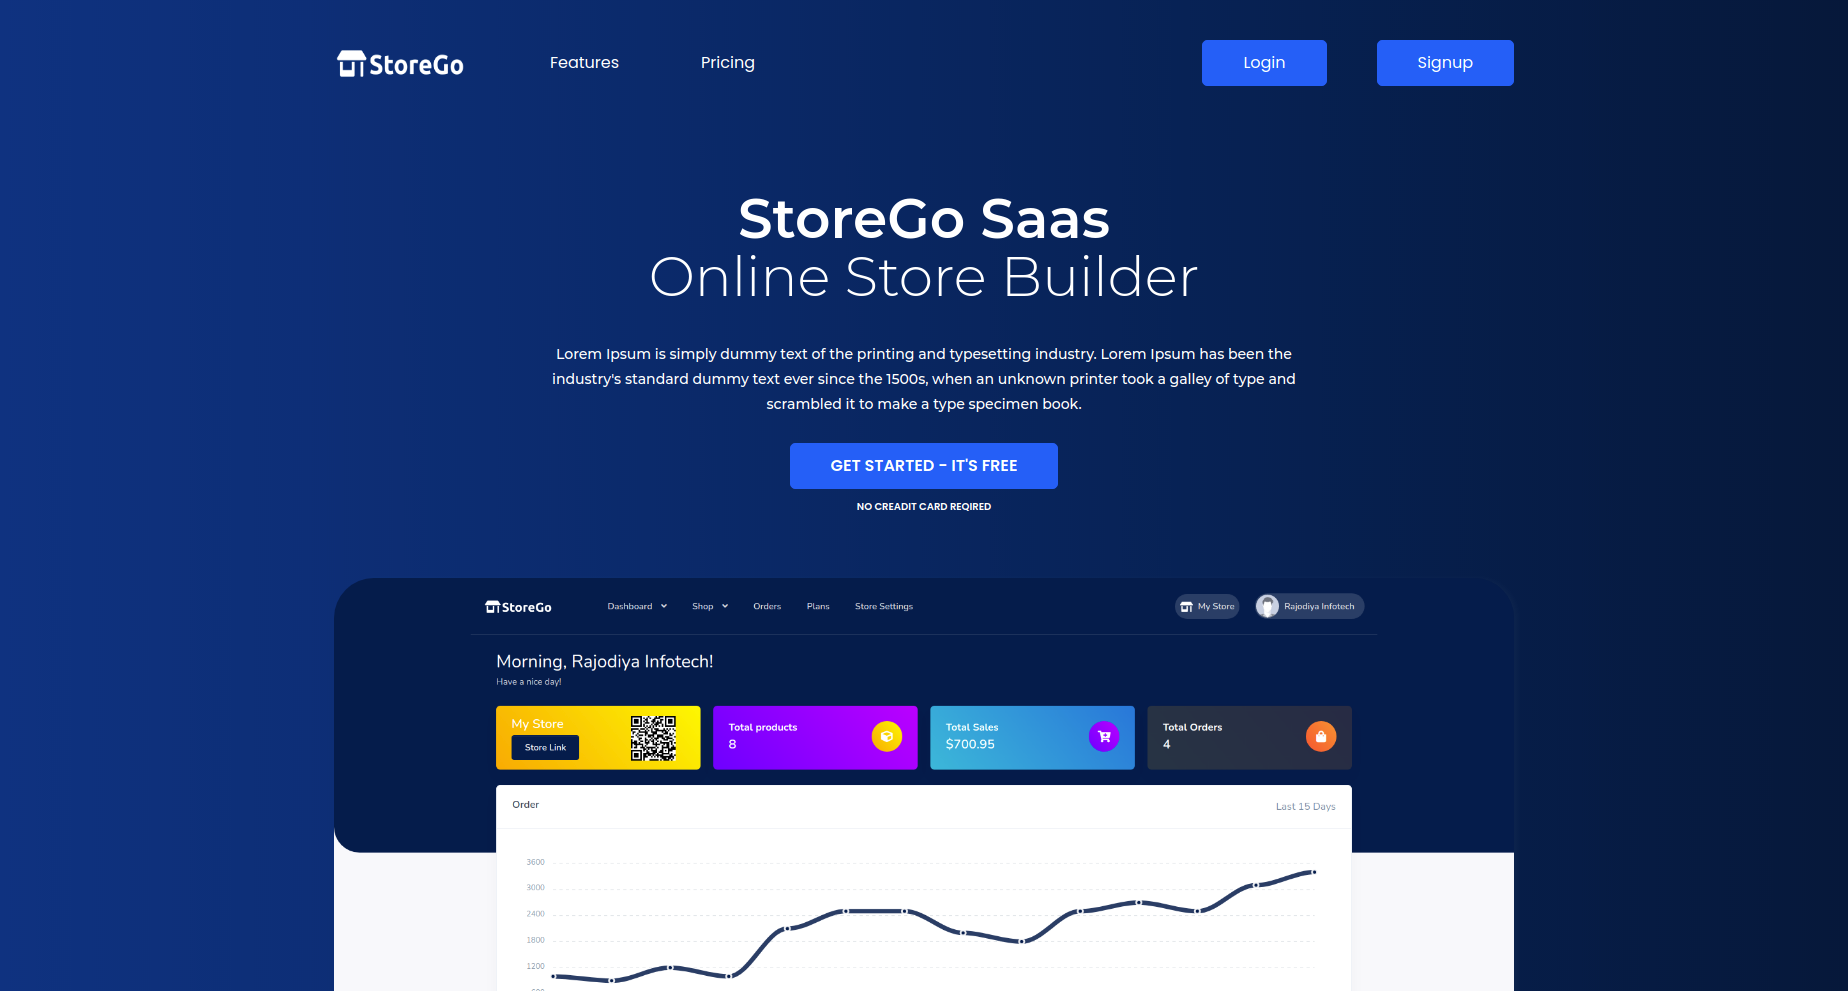 StoreGo
Features
Pricing
Login
Signup
StoreGo Saas
Online Store Builder
Lorem Ipsum is simply dummy text of the printing and typesetting industry. Lorem Ipsum has been the
industry's standard dummy text ever since the 1500s, when an unknown printer took a galley of type and
scrambled it to make a type specimen book.
GET STARTED - IT'S FREE
NO CREADIT CARD REQIRED
StoreGo
Dashboard
Shop
Orders
Plans
Store Settings
My Store
Rajodiya Infotech
Morning, Rajodiya Infotech!
Have a nice day!
My Store
Store Link
Total products
8
Total Sales
$700.95
Total Orders
4
Order
Last 15 Days
3600
3000
2400
1800
1200